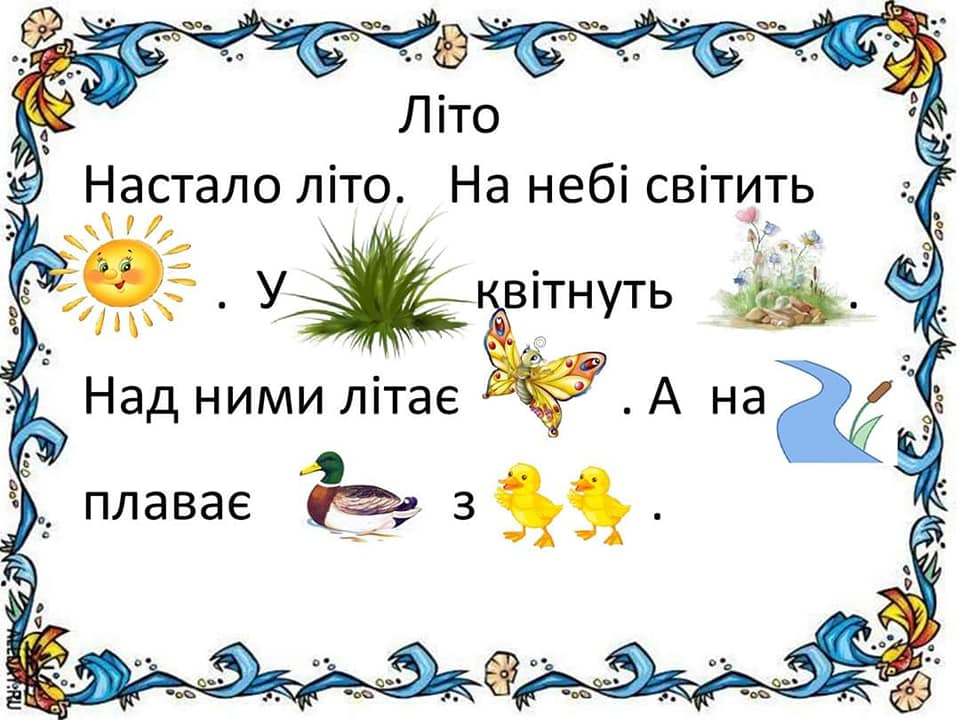 Літо
Настало літо. На небі світить
. У квітнуть .
Над ними літає . А на
плаває з .